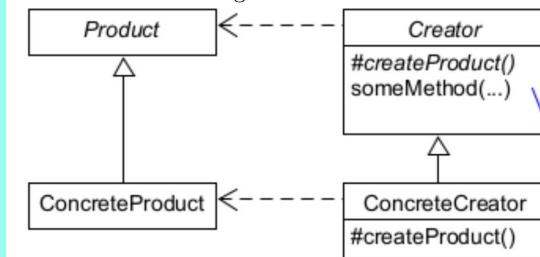 Product
Creator
#createProduct()
someMethod(...)
ConcreteProduct
ConcreteCreator
#createProduct()